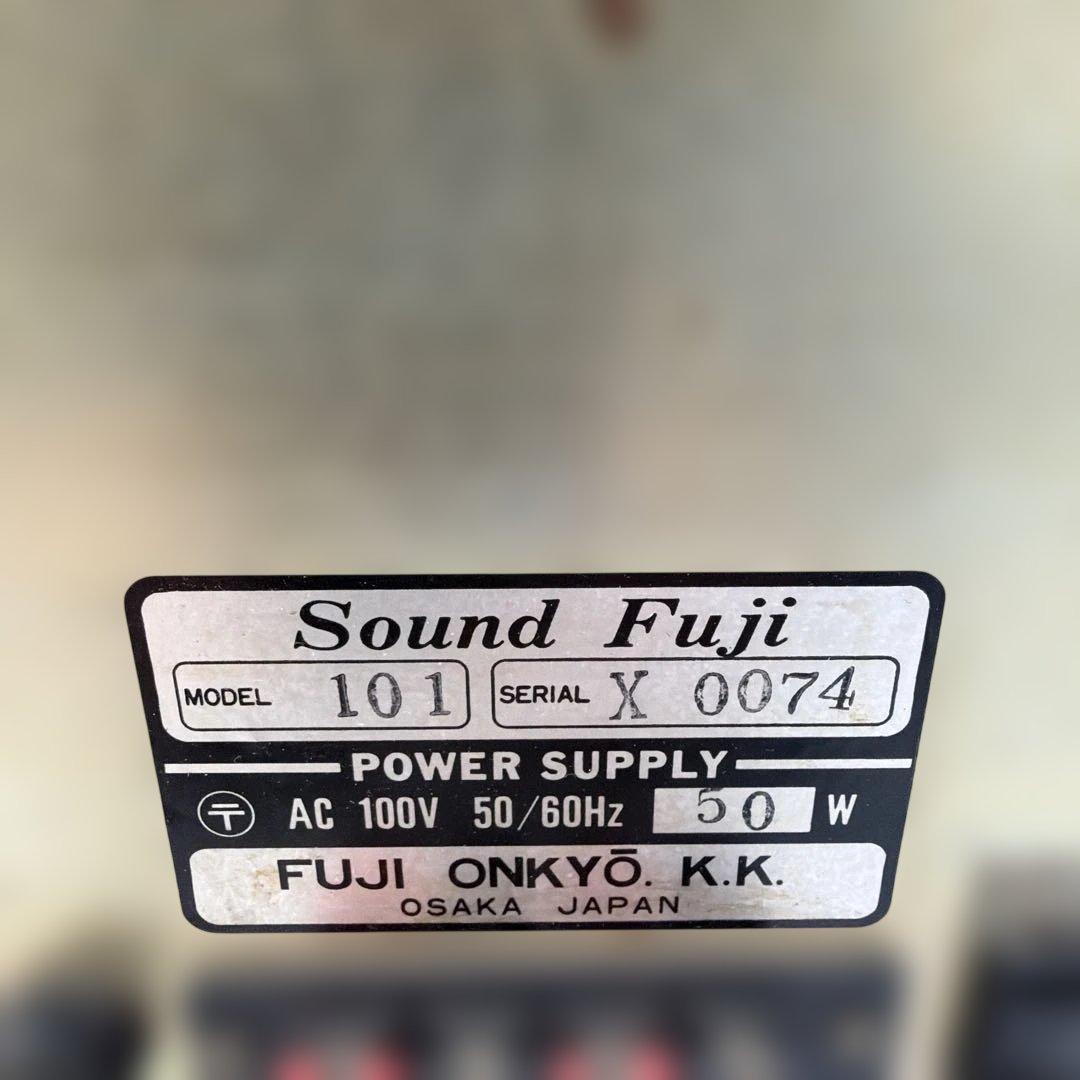 Sound Fuji
MODEL 101 SERIAL X 0074
POWER SUPPLY
〒 AC 100V 50/60Hz 50 W
FUJI ONKYŌ. K.K.
OSAKA JAPAN